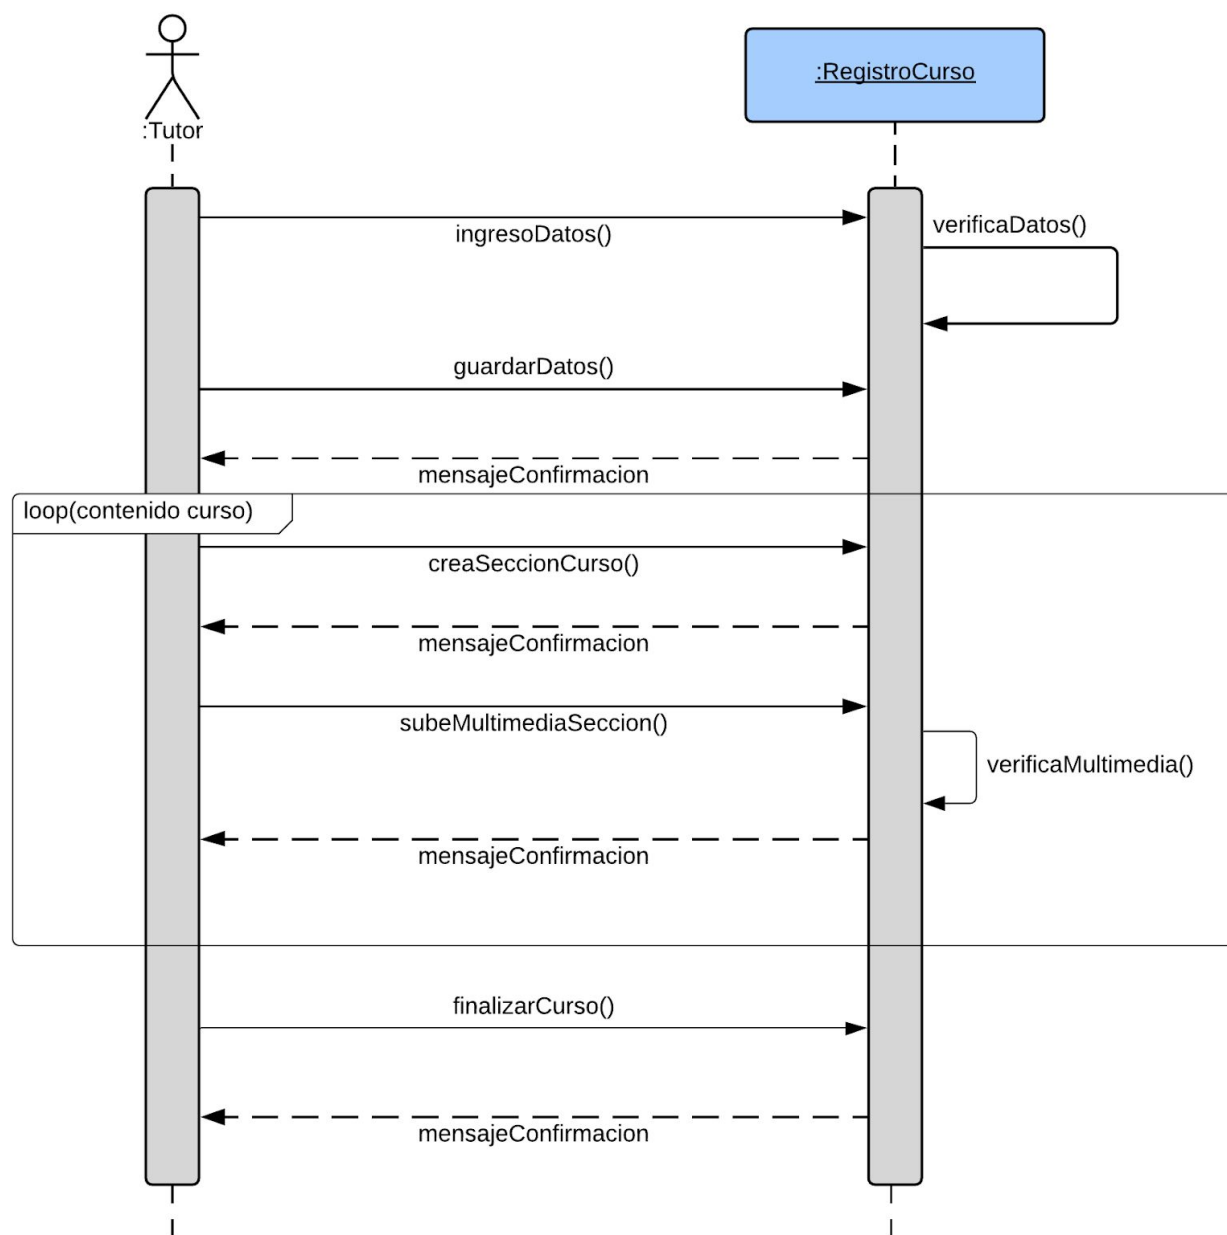 :Tutor
:RegistroCurso
ingresoDatos()
verificaDatos()
guardarDatos()
mensajeConfirmacion
loop(contenido curso)
creaSeccionCurso()
mensajeConfirmacion
subeMultimediaSeccion()
verificaMultimedia()
mensajeConfirmacion
finalizarCurso()
mensajeConfirmacion